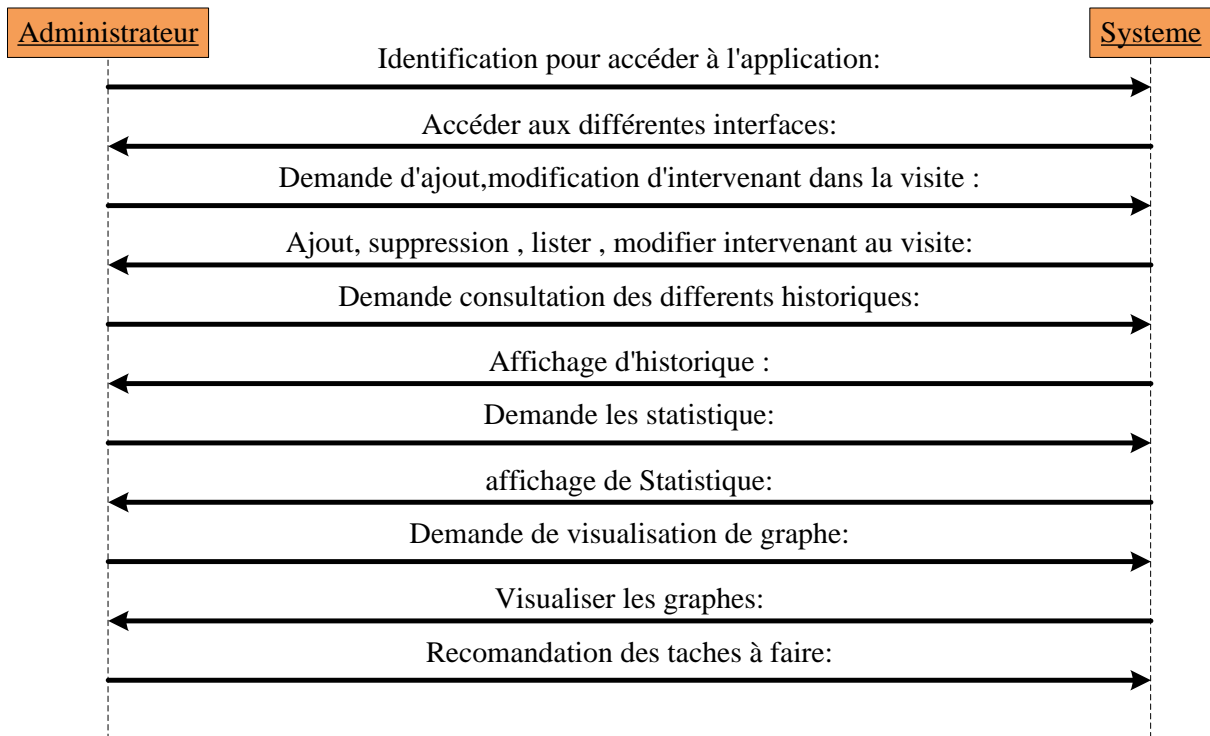 Administrateur
Systeme
Identification pour accéder à l'application:
Accéder aux différentes interfaces:
Demande d'ajout,modification d'intervenant dans la visite :
Ajout, suppression , lister , modifier intervenant au visite:
Demande consultation des differents historiques:
Affichage d'historique :
Demande les statistique:
affichage de Statistique:
Demande de visualisation de graphe:
Visualiser les graphes:
Recomandation des taches à faire: